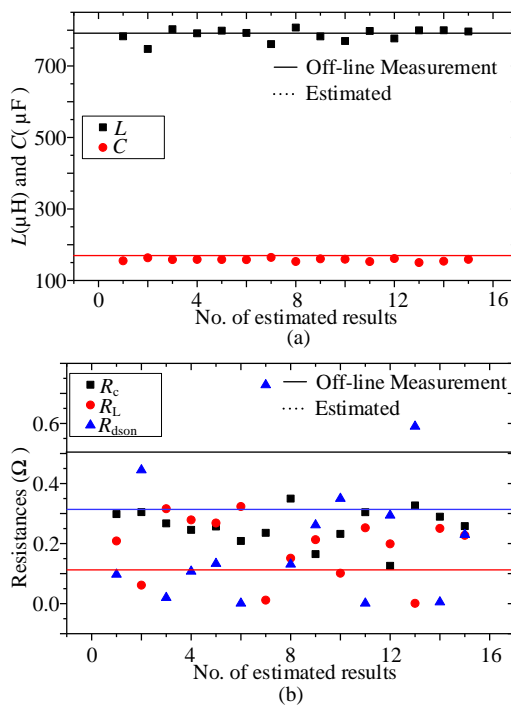 700
500
300
100
L(μH) and C( μF)
Off-line Measurement
Estimated
L
C
0 4 8 12 16
No. of estimated results
(a)
0.6
0.4
0.2
0.0
Resistances(Ω )
Rc
RL
Rdson
Off-line Measurement
Estimated
0 4 8 12 16
No. of estimated results
(b)